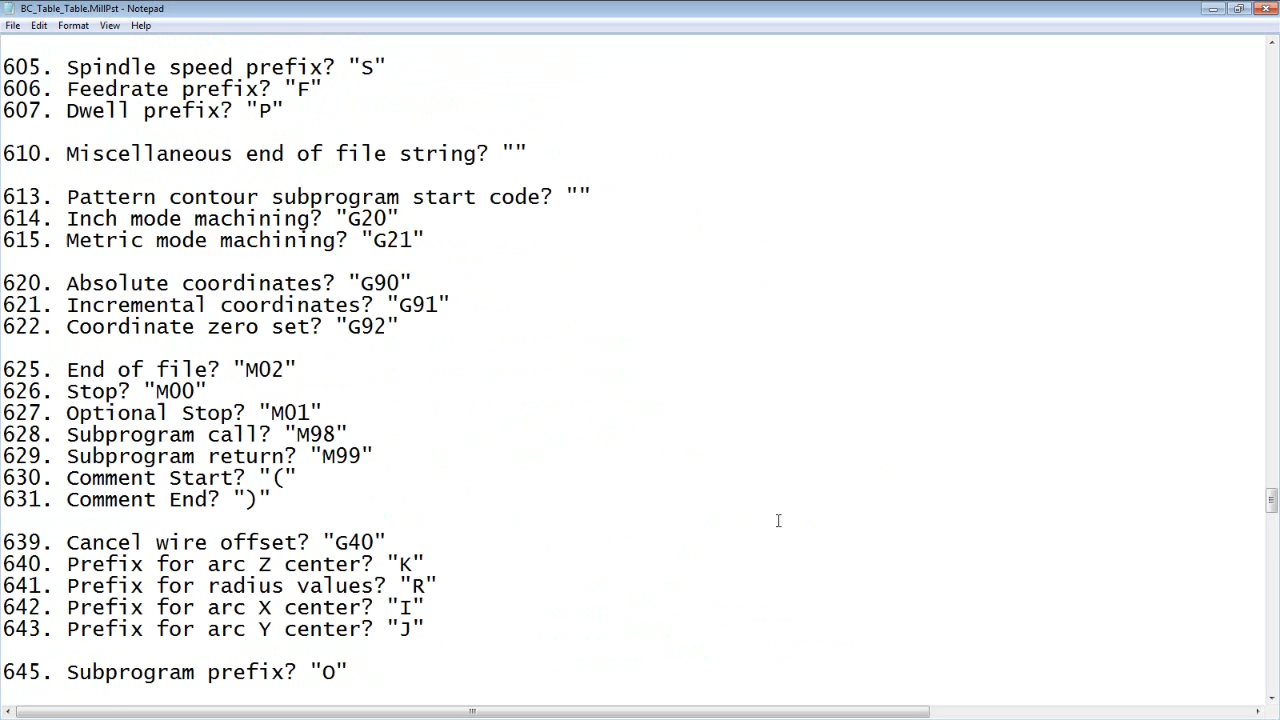 BC_Table_Table.MillPst - Notepad
File Edit Format View Help
605. Spindle speed prefix? "S"
606. Feedrate prefix? "F"
607. Dwell prefix? "P"
610. Miscellaneous end of file string? ""
613. Pattern contour subprogram start code? ""
614. Inch mode machining? "G20"
615. Metric mode machining? "G21"
620. Absolute coordinates? "G90"
621. Incremental coordinates? "G91"
622. Coordinate zero set? "G92"
625. End of file? "M02"
626. Stop? "M00"
627. Optional Stop? "M01"
628. Subprogram call? "M98"
629. Subprogram return? "M99"
630. Comment Start? "("
631. Comment End? ")"
639. Cancel wire offset? "G40"
640. Prefix for arc Z center? "K"
641. Prefix for radius values? "R"
642. Prefix for arc X center? "I"
643. Prefix for arc Y center? "J"
645. Subprogram prefix? "O"